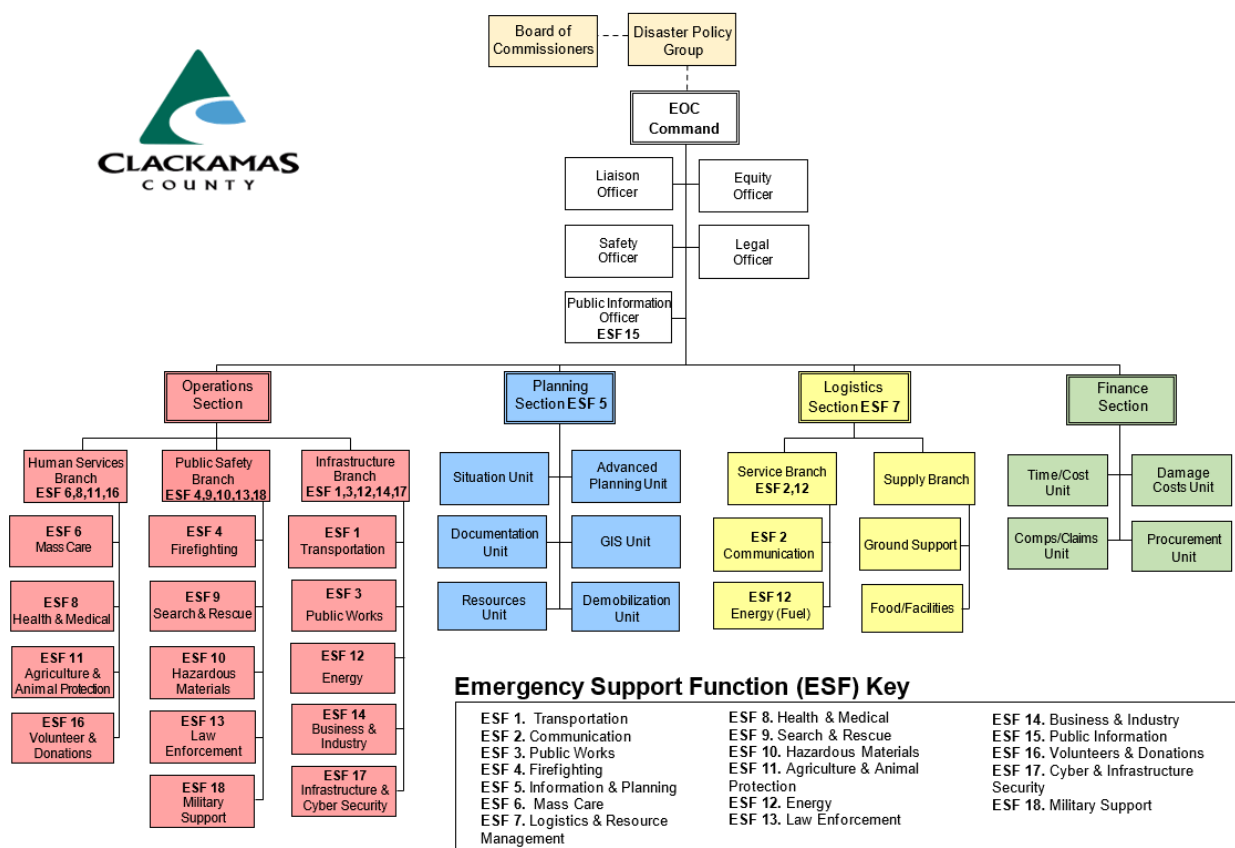 Board of
Commissioners
Disaster Policy
Group
CLACKAMAS
COUNTY
EOC
Command
Liaison
Officer
Equity
Officer
Safety
Officer
Legal
Officer
Public Information
Officer
ESF 15
Operations
Section
Planning
Section ESF 5
Logistics
Section ESF 7
Finance
Section
Human Services
Branch
ESF 6,8,11,16
Public Safety
Branch
ESF 4,9,10,13,18
Infrastructure
Branch
ESF 1,3,12,14,17
ESF 6
Mass Care
ESF 8
Health & Medical
ESF 11
Agriculture &
Animal Protection
ESF 16
Volunteer &
Donations
ESF 4
Firefighting
ESF 9
Search & Rescue
ESF 10
Hazardous
Materials
ESF 13
Law
Enforcement
ESF 18
Military
Support
ESF 1
Transportation
ESF 3
Public Works
ESF 12
Energy
ESF 14
Business &
Industry
ESF 17
Infrastructure &
Cyber Security
Situation Unit
Advanced
Planning Unit
Documentation
Unit
GIS Unit
Resources
Unit
Demobilization
Unit
Service Branch
ESF 2,12
ESF 2
Communication
ESF 12
Energy (Fuel)
Supply Branch
Ground Support
Food/Facilities
Time/Cost
Unit
Damage
Costs Unit
Comps/Claims
Unit
Procurement
Unit
Emergency Support Function (ESF) Key
ESF 1. Transportation
ESF 2. Communication
ESF 3. Public Works
ESF 4. Firefighting
ESF 5. Information & Planning
ESF 6. Mass Care
ESF 7. Logistics & Resource
Management
ESF 8. Health & Medical
ESF 9. Search & Rescue
ESF 10. Hazardous Materials
ESF 11. Agriculture & Animal
Protection
ESF 12. Energy
ESF 13. Law Enforcement
ESF 14. Business & Industry
ESF 15. Public Information
ESF 16. Volunteers & Donations
ESF 17. Cyber & Infrastructure
Security
ESF 18. Military Support